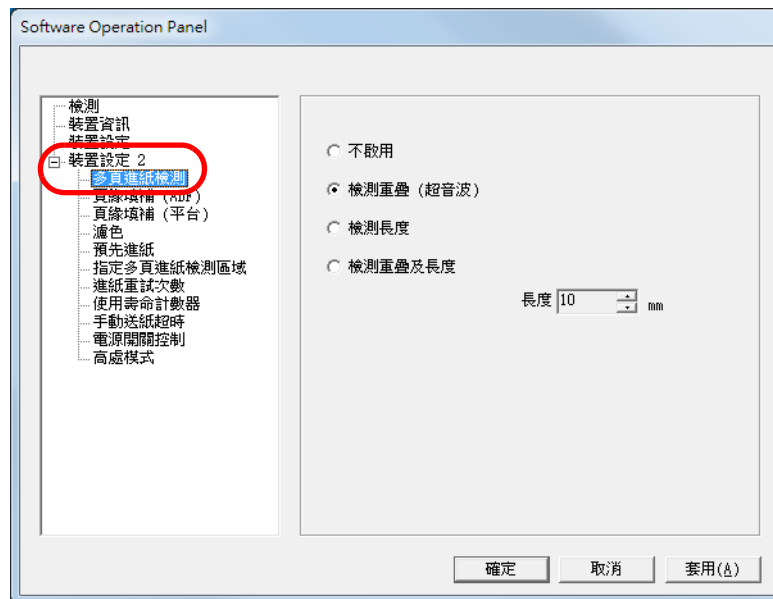 Software Operation Panel
檢測
裝置資訊
裝置設定
裝置設定 2
多頁進紙檢測
頁緣填補 (ADF)
頁緣填補 (平台)
濾色
預先進紙
指定多頁進紙檢測區域
進紙重試次數
使用壽命計數器
手動送紙超時
電源開關控制
高處模式
不啟用
檢測重疊 (超音波)
檢測長度
檢測重疊及長度
長度 10 mm
確定 取消 套用(A)